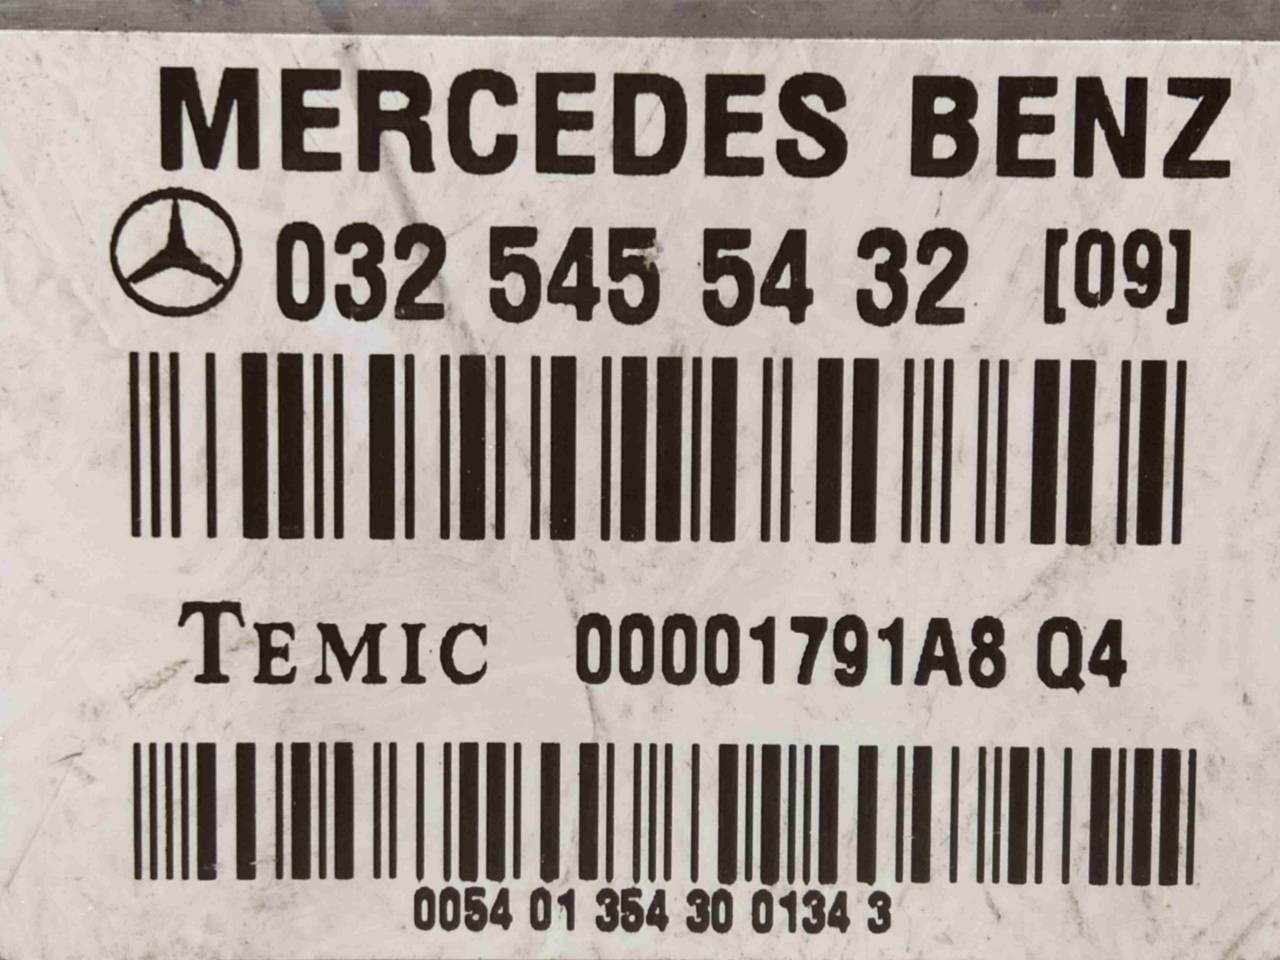 MERCEDES BENZ
032 545 54 32 [09]
TEMIC 00001791A8 Q4
0054 01 354 30 0134 3